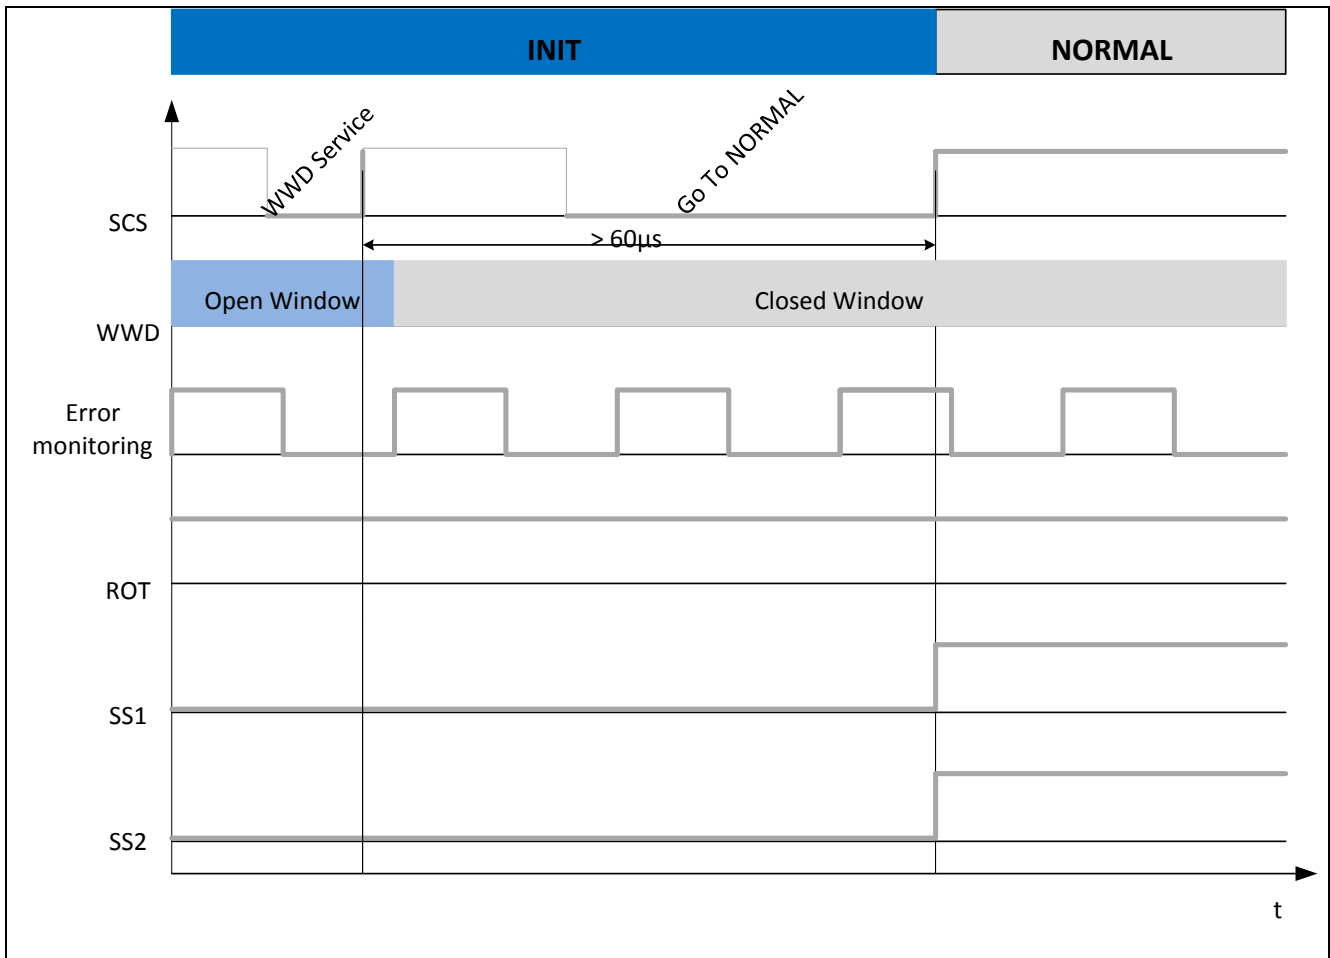 INIT
NORMAL
WWD Service
Go To NORMAL
SCS
> 60µs
Open Window
Closed Window
WWD
Error
monitoring
ROT
SS1
SS2
t